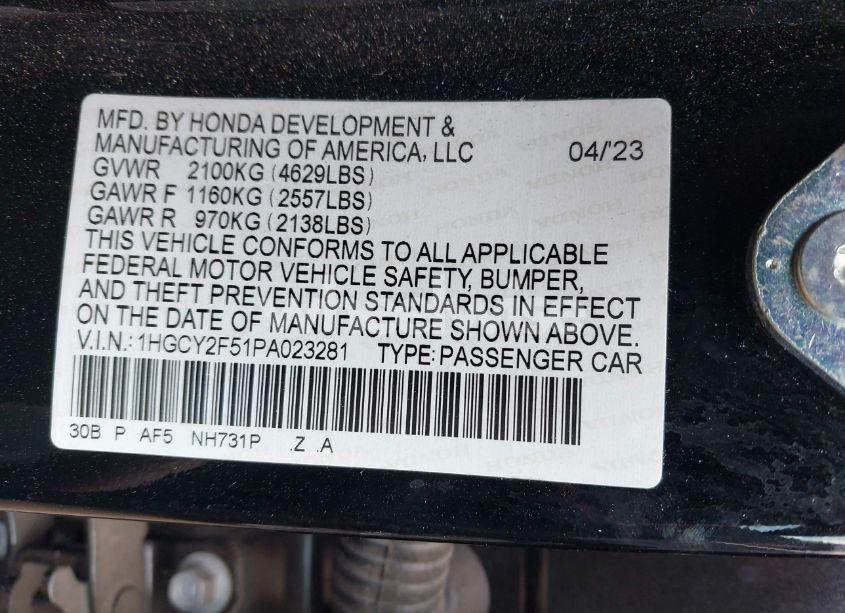 MFD. BY HONDA DEVELOPMENT &
MANUFACTURING OF AMERICA, LLC 04/'23
GVWR 2100KG (4629LBS)
GAWR F 1160KG (2557LBS)
GAWR R 970KG (2138LBS)
THIS VEHICLE CONFORMS TO ALL APPLICABLE
FEDERAL MOTOR VEHICLE SAFETY, BUMPER,
AND THEFT PREVENTION STANDARDS IN EFFECT
ON THE DATE OF MANUFACTURE SHOWN ABOVE.
V.I.N.: 1HGCY2F51PA023281 TYPE: PASSENGER CAR
30B P AF5 NH731P .Z .A